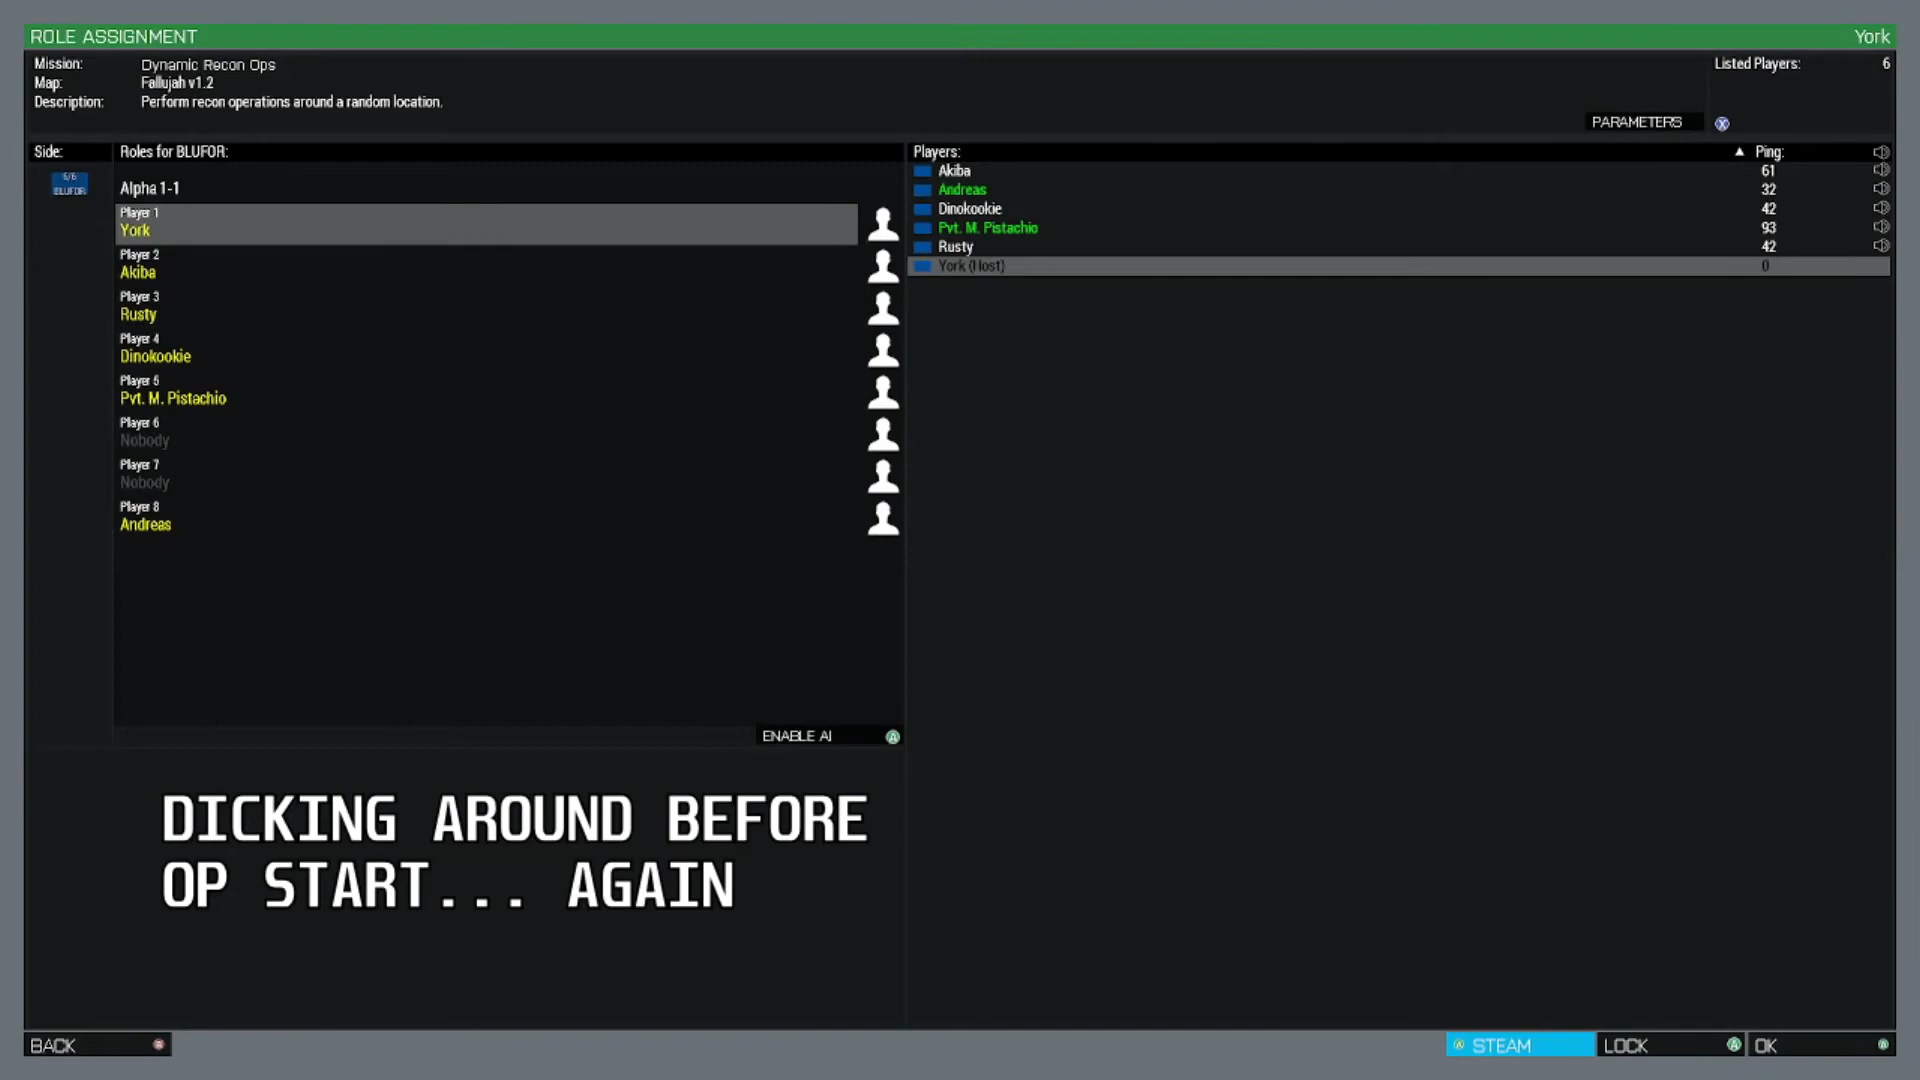 ROLE ASSIGNMENT
York
Mission: Dynamic Recon Ops
Map: Fallujah v1.2
Description: Perform recon operations around a random location.
Listed Players: 6
PARAMETERS
Side:
Roles for BLUFOR:
BLUFOR
Alpha 1-1
Player 1
York
Player 2
Akiba
Player 3
Rusty
Player 4
Dinokookie
Player 5
Pvt. M. Pistachio
Player 6
Nobody
Player 7
Nobody
Player 8
Andreas
ENABLE AI
Players: Ping:
Akiba 61
Andreas 32
Dinokookie 42
Pvt. M. Pistachio 93
Rusty 42
York (Host) 0
DICKING AROUND BEFORE
OP START... AGAIN
BACK
STEAM
LOCK
OK